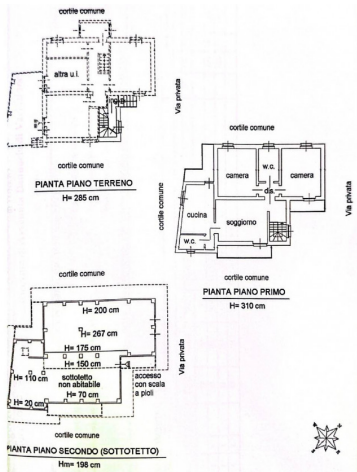 cortile comune
altra u.i.
Via privata
cortile comune
PIANTA PIANO TERRENO
H= 285 cm
cortile comune
cortile comune
camera
w.c.
camera
dis.
cucina
soggiorno
w.c.
Via privata
cortile comune
PIANTA PIANO PRIMO
H= 310 cm
cortile comune
H= 200 cm
H= 267 cm
H= 175 cm
H= 150 cm
H= 110 cm
sottotetto
non abitabile
H= 70 cm
H= 20 cm
accesso
con scala
a pioli
Via privata
cortile comune
PIANTA PIANO SECONDO (SOTTOTETTO)
Hm= 198 cm